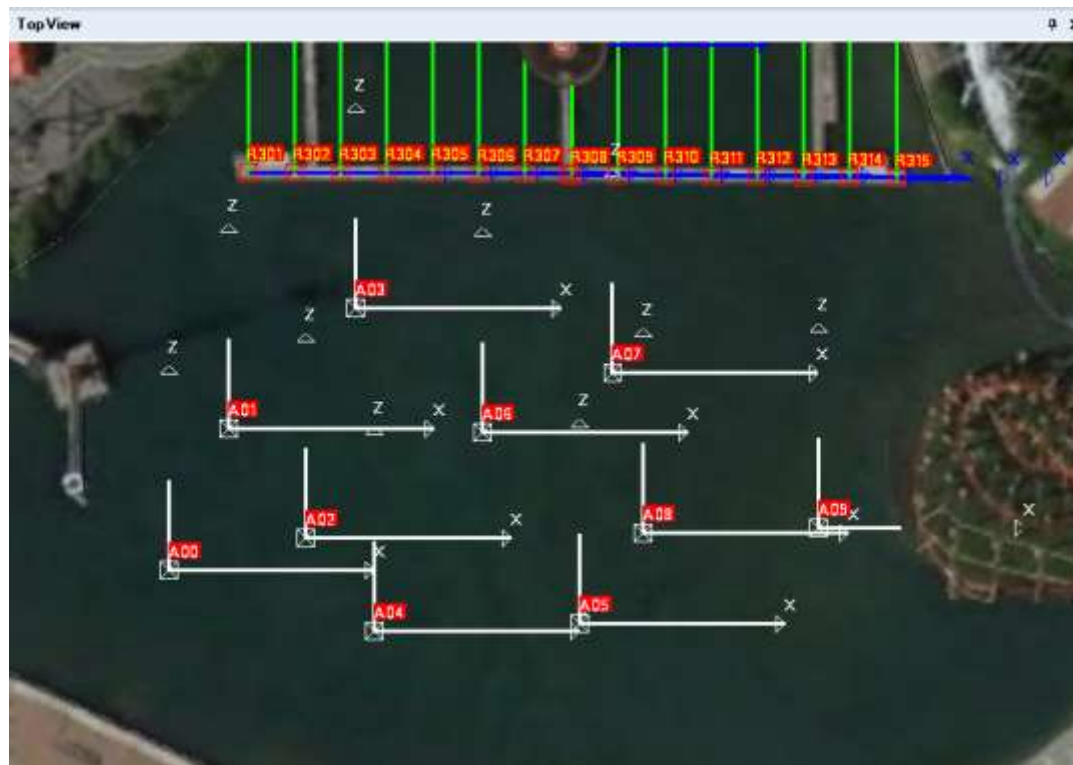 Top View
Z
R301 R302 R303 R304 R305 R306 R307 R308 R309 R310 R311 R312 R313 R314 R315
Z
X X X
Z Z
A03 X
Z Z Z
Z A07 X
A01 X Z A06 X Z
A02 X A08 X A09
A00 X X
A04 A05 X